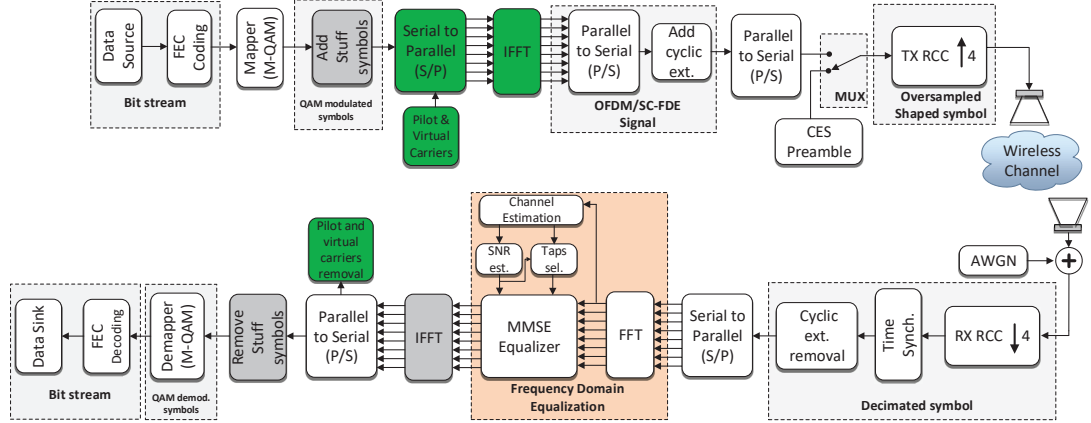 Data
Source
FEC
Coding
Bit stream
Mapper
(M-QAM)
Add
Stuff
symbols
QAM modulated
symbols
Serial to
Parallel
(S/P)
Pilot &
Virtual
Carriers
IFFT
Parallel
to Serial
(P/S)
Add
cyclic
ext.
OFDM/SC-FDE
Signal
Parallel
to Serial
(P/S)
MUX
CES
Preamble
TX RCC
4
Oversampled
Shaped symbol
Wireless
Channel
AWGN
+
RX RCC
4
Time
Synch.
Cyclic
ext.
removal
Decimated symbol
Serial to
Parallel
(S/P)
FFT
Channel
Estimation
SNR
est.
Taps
sel.
MMSE
Equalizer
Frequency Domain
Equalization
IFFT
Pilot and
virtual
carriers
removal
Parallel
to Serial
(P/S)
Remove
Stuff
symbols
Demapper
(M-QAM)
QAM demod.
symbols
FEC
Decoding
Data Sink
Bit stream